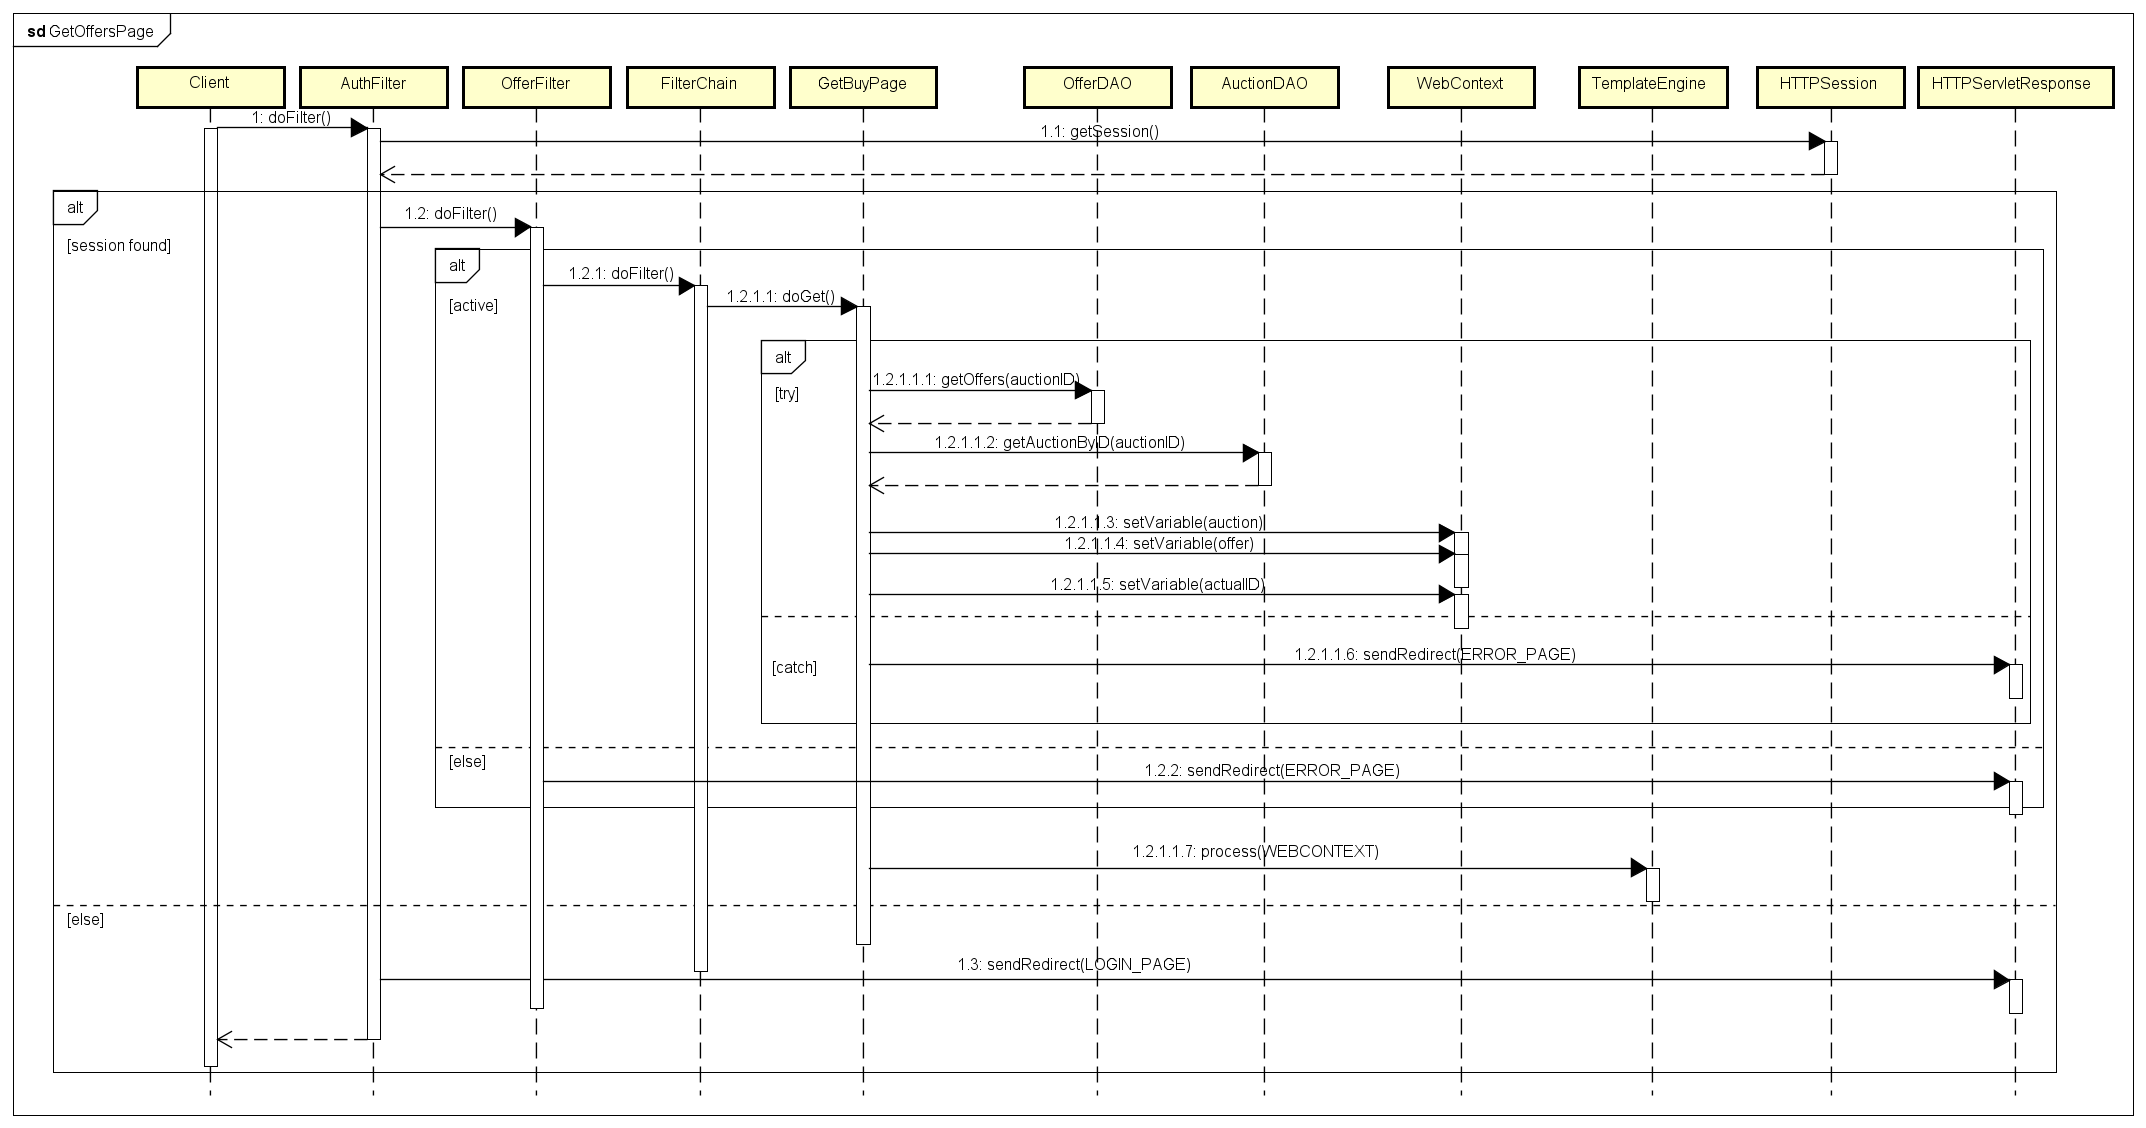 sd GetOffersPage
Client
AuthFilter
OfferFilter
FilterChain
GetBuyPage
OfferDAO
AuctionDAO
WebContext
TemplateEngine
HTTPSession
HTTPServletResponse
1: doFilter()
1.1: getSession()
alt
1.2: doFilter()
[session found]
alt
1.2.1: doFilter()
1.2.1.1: doGet()
[active]
alt
1.2.1.1.1: getOffers(auctionID)
[try]
1.2.1.1.2: getAuctionByID(auctionID)
1.2.1.1.3: setVariable(auction)
1.2.1.1.4: setVariable(offer)
1.2.1.1.5: setVariable(actualID)
1.2.1.1.6: sendRedirect(ERROR_PAGE)
[catch]
[else]
1.2.2: sendRedirect(ERROR_PAGE)
1.2.1.1.7: process(WEBCONTEXT)
[else]
1.3: sendRedirect(LOGIN_PAGE)